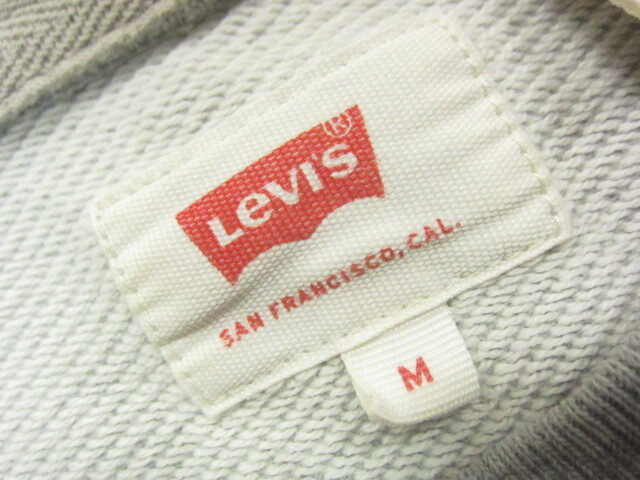 Levi's®
SAN FRANCISCO, CAL.
M